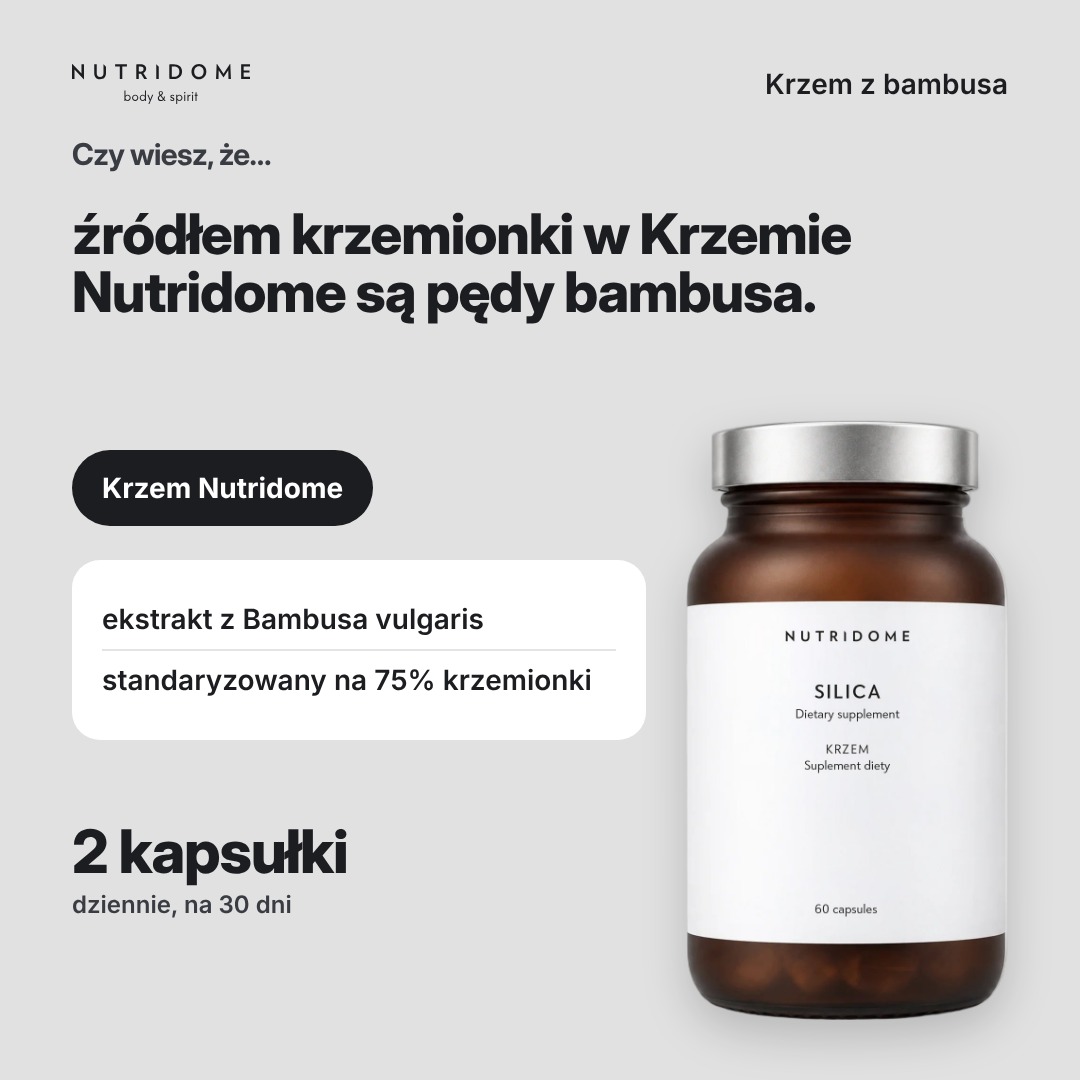 NUTRIDOME
body & spirit
Krzem z bambusa
Czy wiesz, że...
źródłem krzemionki w Krzemie
Nutridome są pędy bambusa.
Krzem Nutridome
ekstrakt z Bambusa vulgaris
standaryzowany na 75% krzemionki
2 kapsułki
dziennie, na 30 dni
NUTRIDOME
SILICA
Dietary supplement
KRZEM
Suplement diety
60 capsules